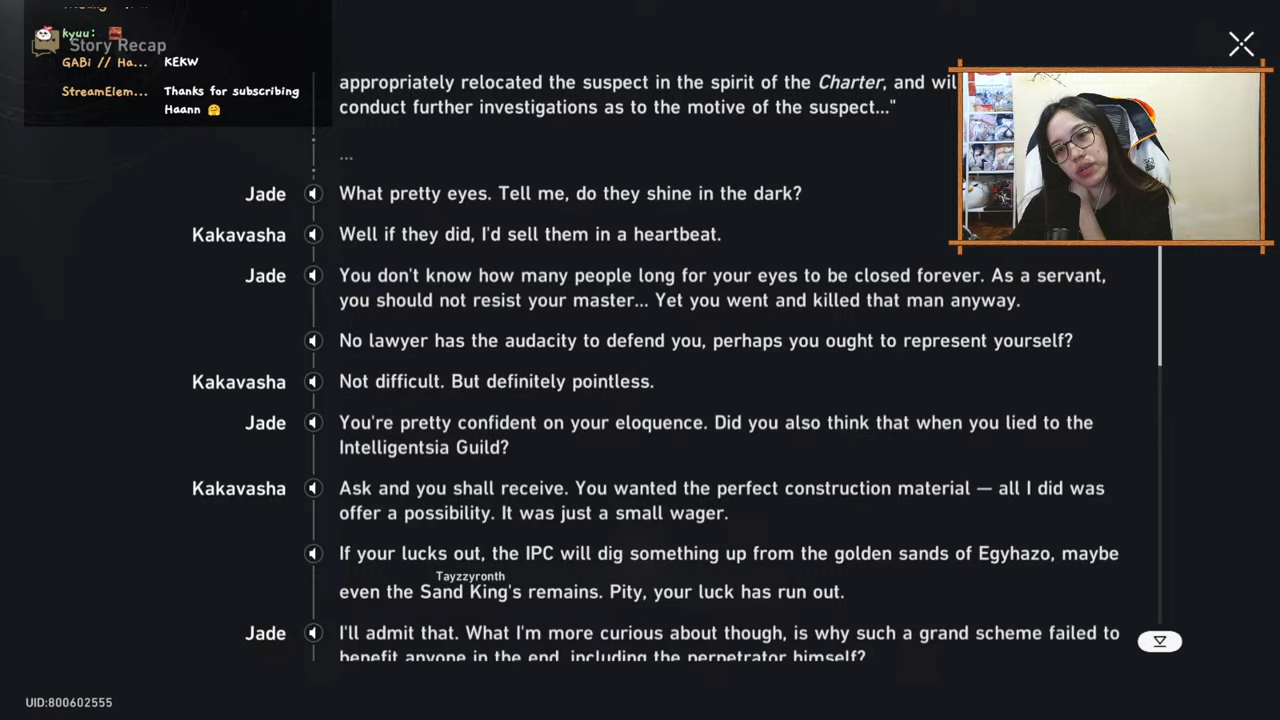 kyuu:
Story Recap
GABi // Ha... KEKW
StreamElem... Thanks for subscribing
Haann
appropriately relocated the suspect in the spirit of the Charter, and wil
conduct further investigations as to the motive of the suspect..."
...
Jade What pretty eyes. Tell me, do they shine in the dark?
Kakavasha Well if they did, I'd sell them in a heartbeat.
Jade You don't know how many people long for your eyes to be closed forever. As a servant,
you should not resist your master... Yet you went and killed that man anyway.
No lawyer has the audacity to defend you, perhaps you ought to represent yourself?
Kakavasha Not difficult. But definitely pointless.
Jade You're pretty confident on your eloquence. Did you also think that when you lied to the
Intelligentsia Guild?
Kakavasha Ask and you shall receive. You wanted the perfect construction material — all I did was
offer a possibility. It was just a small wager.
If your lucks out, the IPC will dig something up from the golden sands of Egyhazo, maybe
Tayzzyronth
even the Sand King's remains. Pity, your luck has run out.
Jade I'll admit that. What I'm more curious about though, is why such a grand scheme failed to
benefit anyone in the end, including the perpetrator himself?
UID:800602555